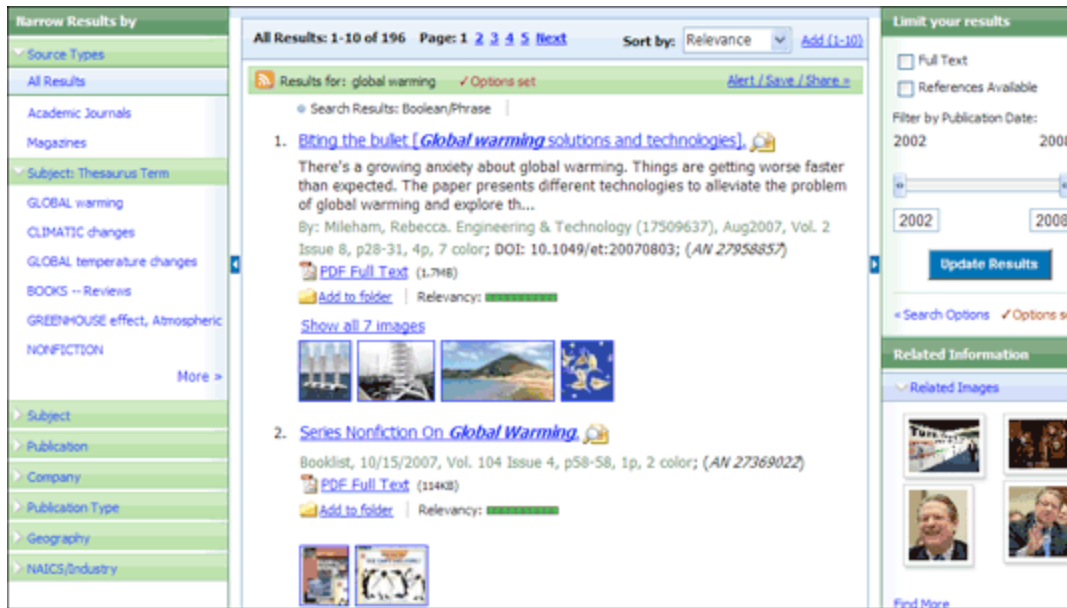 Narrow Results by
Source Types
All Results
Academic Journals
Magazines
Subject: Thesaurus Term
GLOBAL warming
CLIMATIC changes
GLOBAL temperature changes
BOOKS -- Reviews
GREENHOUSE effect, Atmospheric
NONFICTION
More »
Subject
Publication
Company
Publication Type
Geography
NAICS/Industry
All Results: 1-10 of 196 Page: 1 2 3 4 5 Next Sort by: Relevance Add (1-10)
Results for: global warming ✓Options set Alert / Save / Share »
Search Results: Boolean/Phrase
1. Biting the bullet [Global warming solutions and technologies].
There's a growing anxiety about global warming. Things are getting worse faster
than expected. The paper presents different technologies to alleviate the problem
of global warming and explore th...
By: Mileham, Rebecca. Engineering & Technology (17509637), Aug2007, Vol. 2
Issue 8, p28-31, 4p, 7 color; DOI: 10.1049/et:20070803; (AN 27958857)
PDF Full Text (1.7MB)
Add to folder Relevancy:
Show all 7 images
2. Series Nonfiction On Global Warming.
Booklist, 10/15/2007, Vol. 104 Issue 4, p58-58, 1p, 2 color; (AN 27369022)
PDF Full Text (114KB)
Add to folder Relevancy:
Limit your results
Full Text
References Available
Filter by Publication Date:
2002 2008
2002 2008
Update Results
« Search Options ✓Options s
Related Information
Related Images
Find More